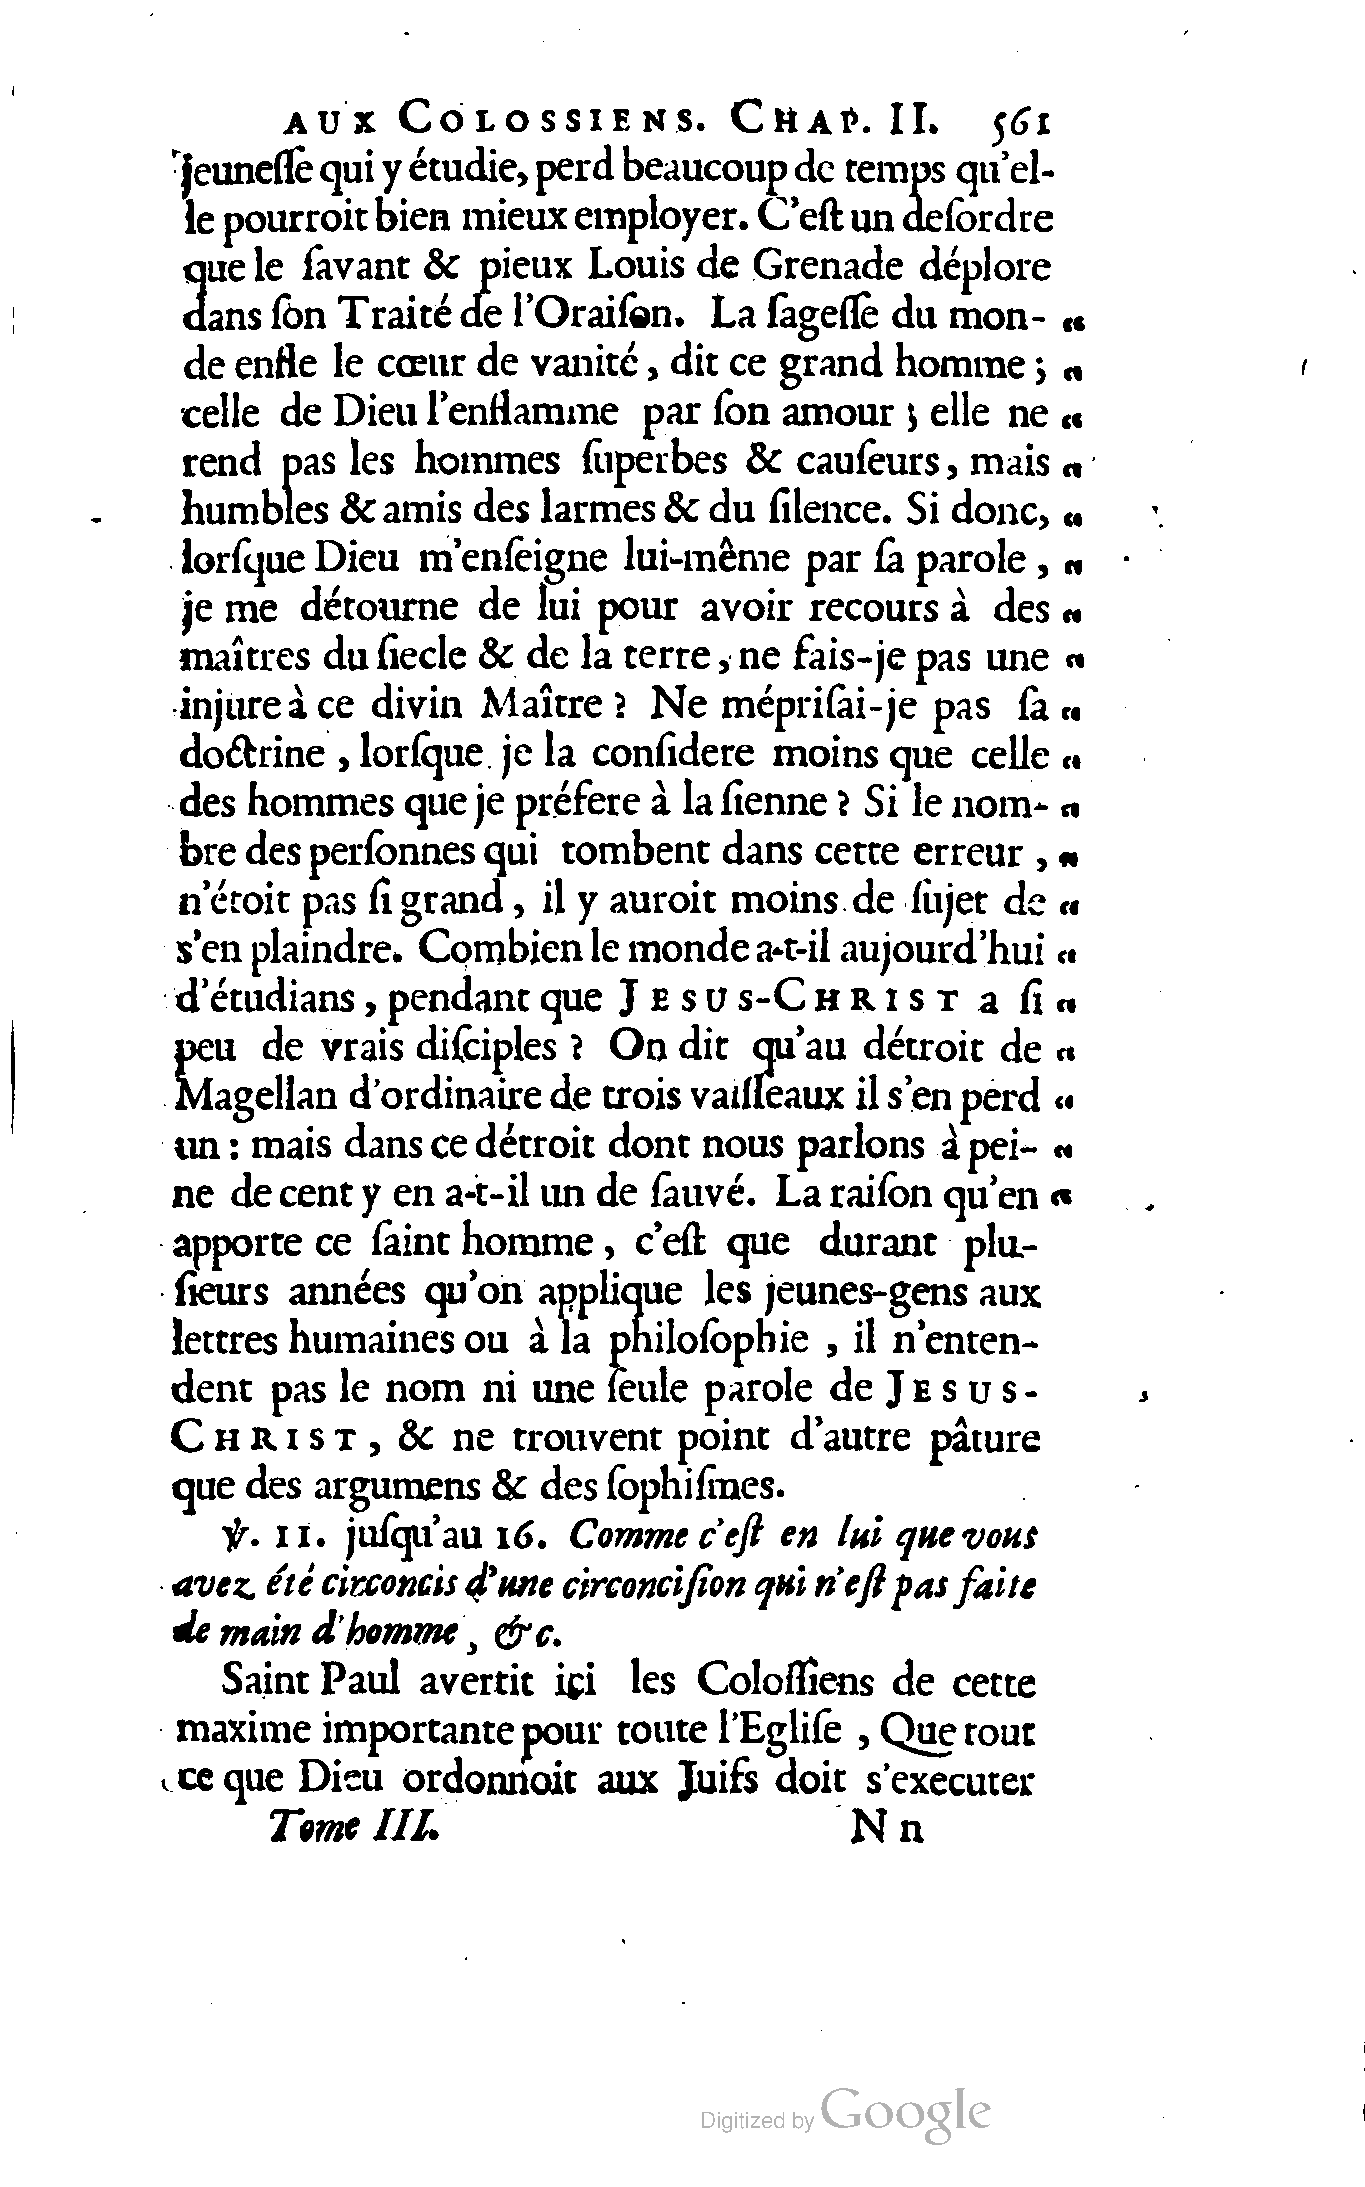 AUX COLOSSIENS. CHAP. II. 561
jeuneſſe qui y étudie, perd beaucoup de temps qu'el-
le pourroit bien mieux employer. C'eſt un deſordre
que le ſavant & pieux Louis de Grenade déplore
dans ſon Traité de l'Oraiſon. La ſageſſe du mon- “
de enfle le cœur de vanité, dit ce grand homme ; “
celle de Dieu l'enflamme par ſon amour ; elle ne “
rend pas les hommes ſuperbes & cauſeurs, mais “
humbles & amis des larmes & du ſilence. Si donc, “
lorſque Dieu m'enſeigne lui-même par ſa parole, “
je me détourne de lui pour avoir recours à des “
maîtres du ſiecle & de la terre, ne fais-je pas une “
injure à ce divin Maître ? Ne mépriſai-je pas ſa “
doctrine, lorſque je la conſidere moins que celle “
des hommes que je préfere à la ſienne ? Si le nom- “
bre des perſonnes qui tombent dans cette erreur, “
n'étoit pas ſi grand, il y auroit moins de ſujet de “
s'en plaindre. Combien le monde a-t-il aujourd'hui “
d'étudians, pendant que JESUS-CHRIST a ſi “
peu de vrais diſciples ? On dit qu'au détroit de “
Magellan d'ordinaire de trois vaiſſeaux il s'en perd “
un : mais dans ce détroit dont nous parlons à pei- “
ne de cent y en a-t-il un de ſauvé. La raiſon qu'en “
apporte ce ſaint homme, c'eſt que durant plu-
ſieurs années qu'on applique les jeunes-gens aux
lettres humaines ou à la philoſophie, il n'enten-
dent pas le nom ni une ſeule parole de JESUS-
CHRIST, & ne trouvent point d'autre pâture
que des argumens & des ſophiſmes.
℣. 11. juſqu'au 16. Comme c'eſt en lui que vous
avez été circoncis d'une circonciſion qui n'eſt pas faite
de main d'homme, &c.
Saint Paul avertit ici les Coloſſiens de cette
maxime importante pour toute l'Egliſe, Que tout
ce que Dieu ordonnoit aux Juifs doit s'executer
Tome III. Nn
Digitized by Google